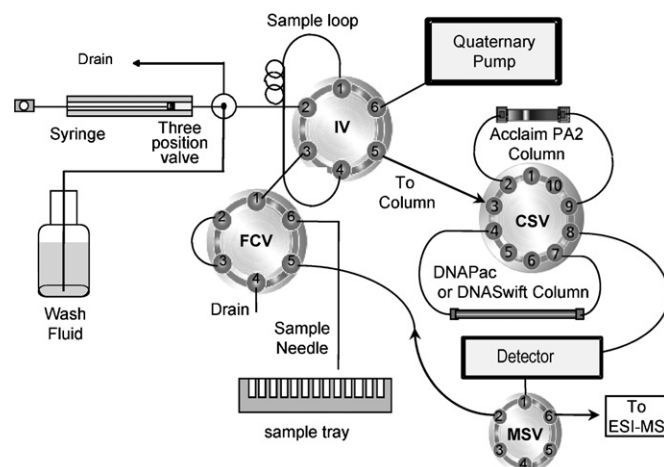 Sample loop
Drain
Quaternary
Pump
1
2
6
IV
3
5
4
Syringe
Three
position
valve
Acclaim PA2
Column
To
Column
1
2
10
3
9
CSV
4
8
5
6
7
1
2
6
FCV
3
5
4
DNAPac
or DNASwift Column
Drain
Wash
Fluid
Sample
Needle
Detector
1
2
6
MSV
3
5
4
To
ESI-MS
sample tray